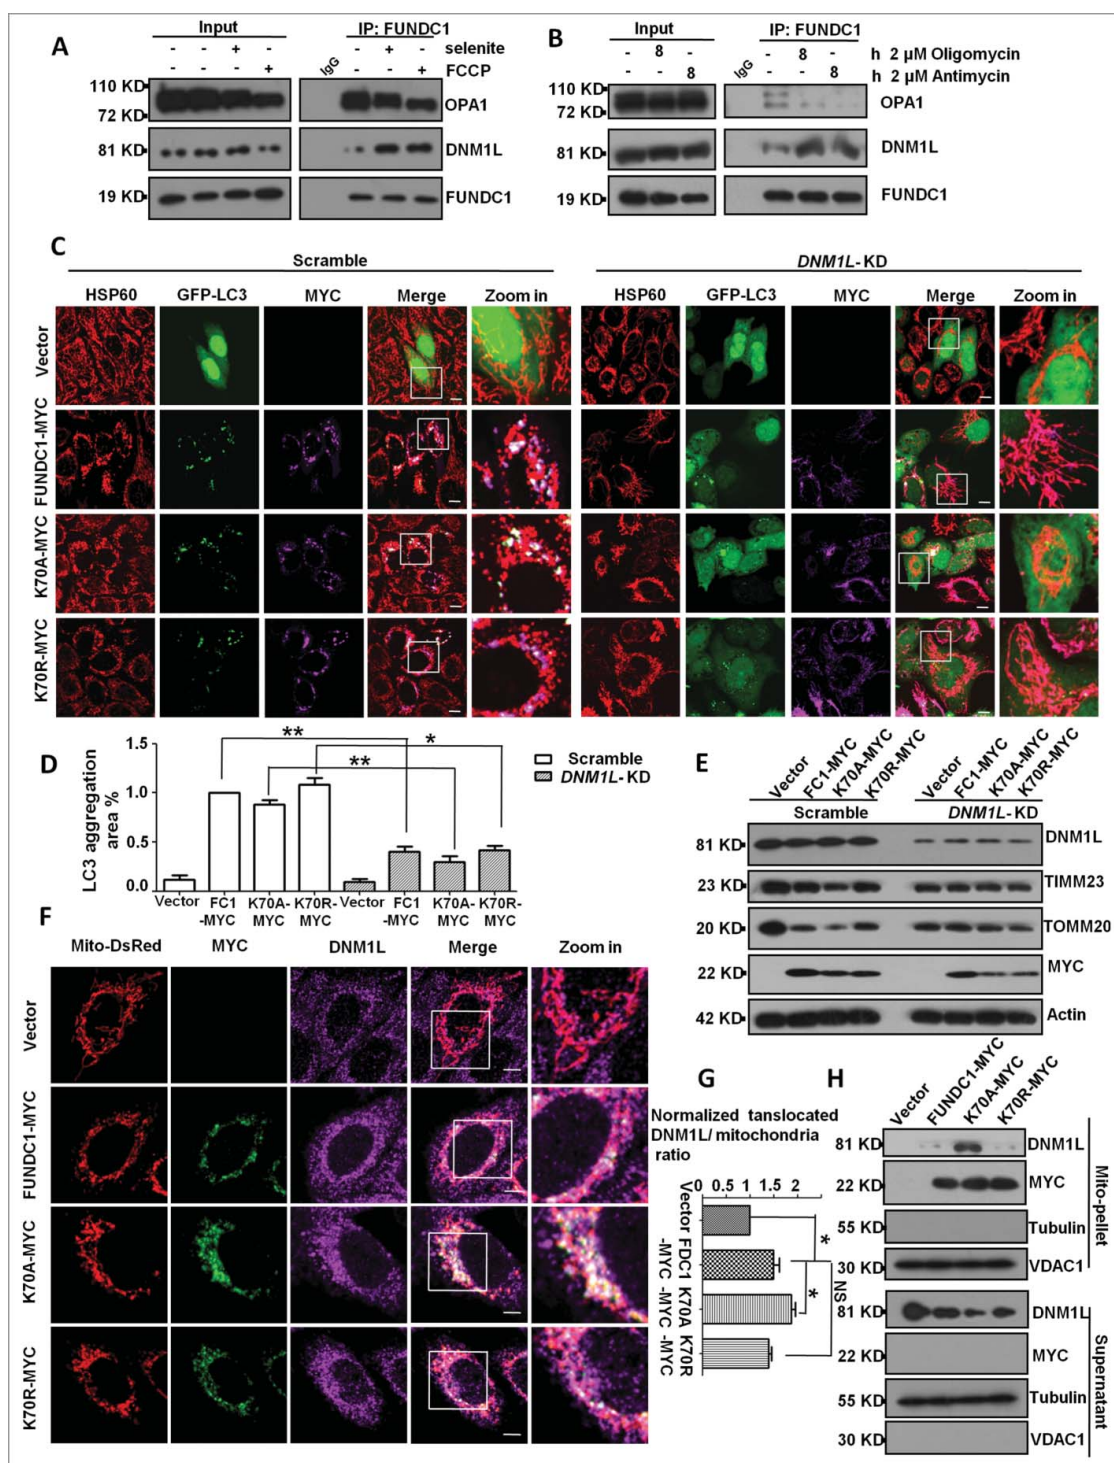 A
Input
IP: FUNDC1
- - + -
IgG - + -
selenite
- - - +
- - +
FCCP
110 KD
72 KD
OPA1
81 KD
DNM1L
19 KD
FUNDC1
B
Input
IP: FUNDC1
- 8 -
IgG - 8 -
h 2 µM Oligomycin
- - 8
- - 8
h 2 µM Antimycin
110 KD
72 KD
OPA1
81 KD
DNM1L
19 KD
FUNDC1
C
Scramble
DNM1L-KD
HSP60 GFP-LC3 MYC Merge Zoom in
HSP60 GFP-LC3 MYC Merge Zoom in
Vector
FUNDC1-MYC
K70A-MYC
K70R-MYC
D
LC3 aggregation
area %
1.5
1.0
0.5
0.0
** *
**
Scramble
DNM1L-KD
Vector FC1 K70A- K70R- Vector FC1 K70A- K70R-
-MYC MYC MYC -MYC MYC MYC
E
Vector FC1-MYC K70A-MYC K70R-MYC
Vector FC1-MYC K70A-MYC K70R-MYC
Scramble
DNM1L-KD
81 KD
DNM1L
23 KD
TIMM23
20 KD
TOMM20
22 KD
MYC
42 KD
Actin
F
Mito-DsRed MYC DNM1L Merge Zoom in
Vector
FUNDC1-MYC
K70A-MYC
K70R-MYC
G
Normalized tanslocated
DNM1L/ mitochondria
ratio
0 1 2
Vector FDC1 K70A K70R
-MYC -MYC -MYC
*
*
NS
H
Vector FUNDC1-MYC K70A-MYC K70R-MYC
81 KD
DNM1L
22 KD
MYC
55 KD
Tubulin
30 KD
VDAC1
Mito-pellet
81 KD
DNM1L
22 KD
MYC
55 KD
Tubulin
30 KD
VDAC1
Supernatant